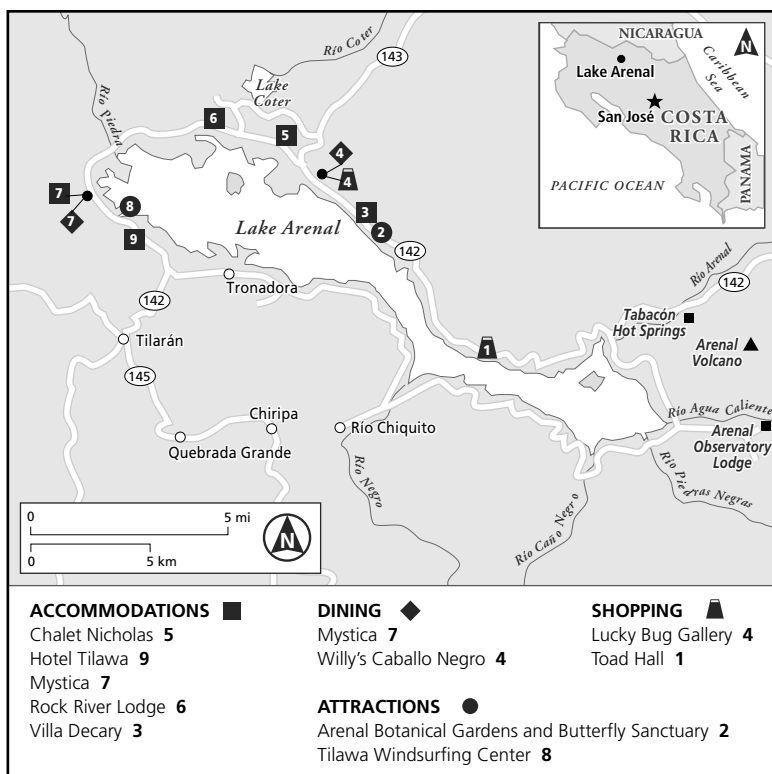 Río Coter
143
NICARAGUA
N
Caribbean
Sea
Lake Arenal
San José
COSTA
RICA
PANAMA
PACIFIC OCEAN
Lake
Coter
Río Piedra
6
5
4
4
7
7
8
9
3
2
Lake Arenal
142
Tronadora
142
Tilarán
145
Chiripa
Quebrada Grande
Río Chiquito
Río Negro
1
Río Arenal
142
Tabacón
Hot Springs
Arenal
Volcano
Río Agua Caliente
Arenal
Observatory
Lodge
Río Piedras Negras
Río Caño Negro
0 5 mi
0 5 km
N
ACCOMMODATIONS
Chalet Nicholas 5
Hotel Tilawa 9
Mystica 7
Rock River Lodge 6
Villa Decary 3
DINING
Mystica 7
Willy's Caballo Negro 4
ATTRACTIONS
Arenal Botanical Gardens and Butterfly Sanctuary 2
Tilawa Windsurfing Center 8
SHOPPING
Lucky Bug Gallery 4
Toad Hall 1